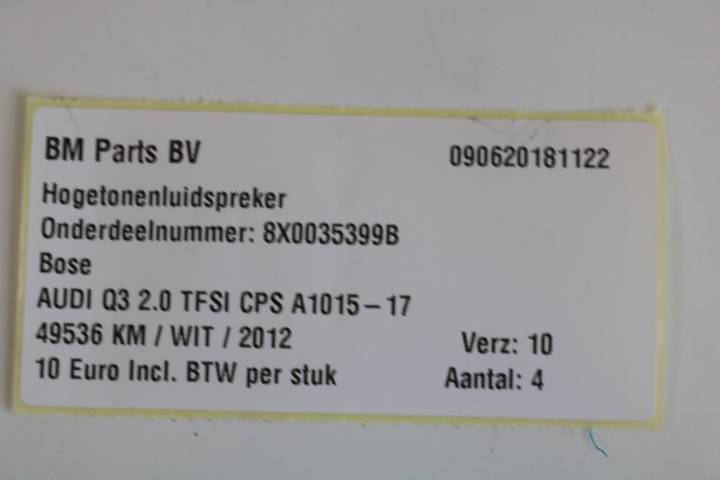 BM Parts BV 090620181122
Hogetonenluidspreker
Onderdeelnummer: 8X0035399B
Bose
AUDI Q3 2.0 TFSI CPS A1015-17
49536 KM / WIT / 2012 Verz: 10
10 Euro Incl. BTW per stuk Aantal: 4